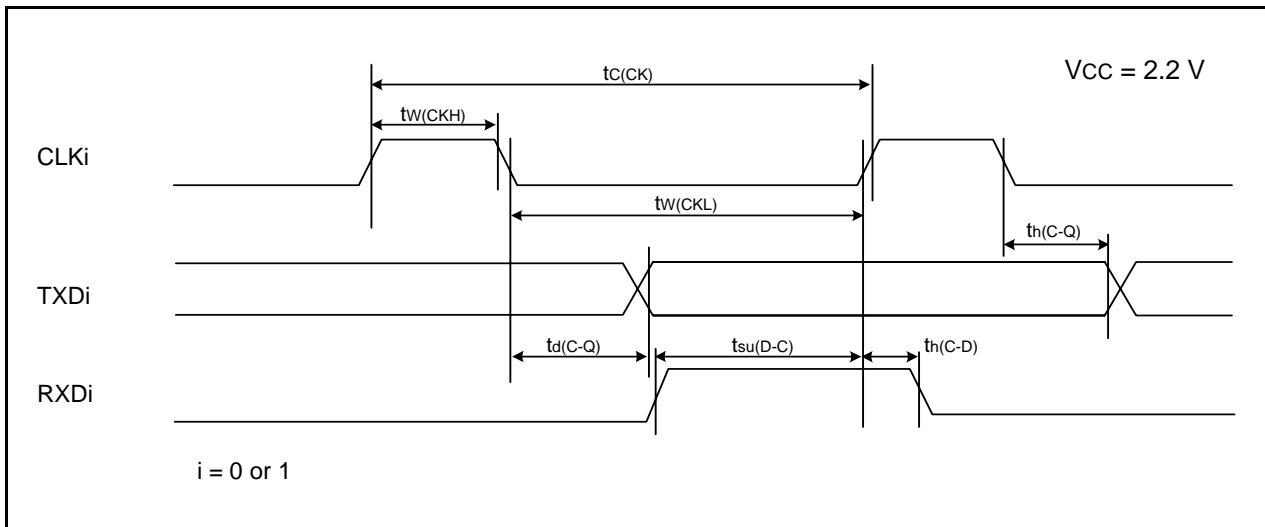 tC(CK)
VCC = 2.2 V
tW(CKH)
CLKi
tW(CKL)
th(C-Q)
TXDi
td(C-Q)
tsu(D-C)
th(C-D)
RXDi
i = 0 or 1